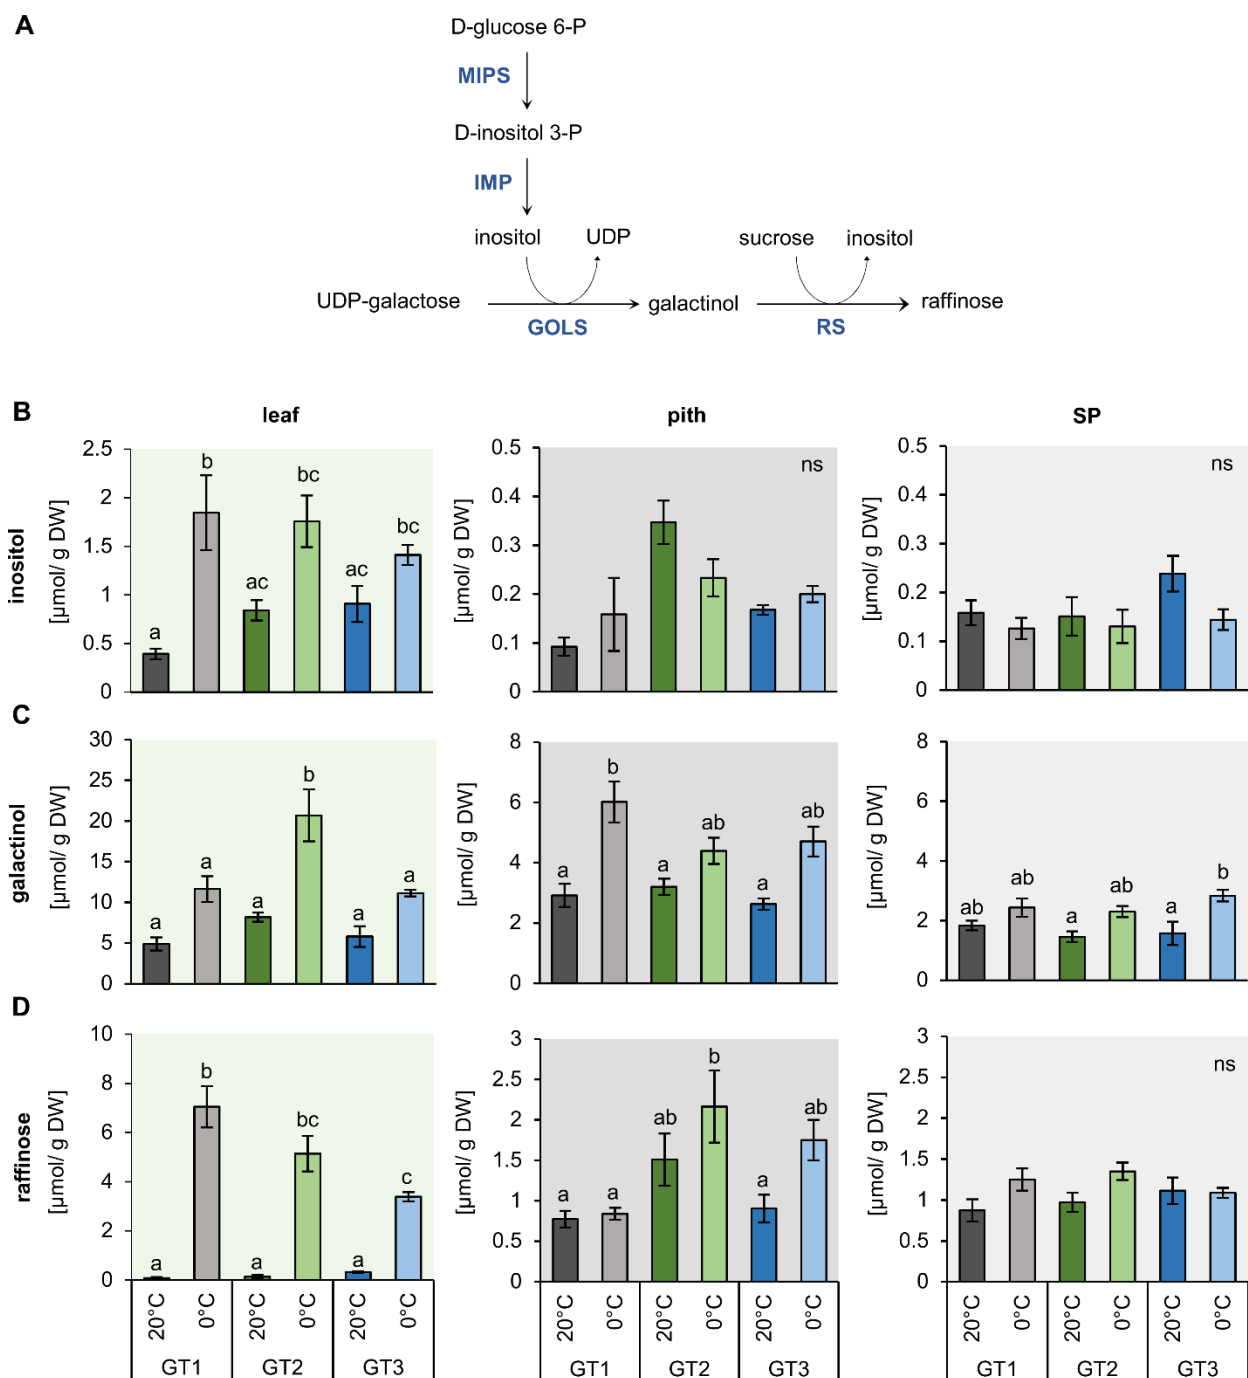 A
D-glucose 6-P
MIPS
D-inositol 3-P
IMP
inositol UDP sucrose inositol
UDP-galactose galactinol raffinose
GOLS RS
B leaf pith SP
inositol
[µmol/ g DW]
2.5
2
1.5
1
0.5
0
a b ac bc ac bc
[µmol/ g DW]
0.5
0.4
0.3
0.2
0.1
0
ns
[µmol/ g DW]
0.5
0.4
0.3
0.2
0.1
0
ns
C
galactinol
[µmol/ g DW]
30
25
20
15
10
5
0
a a a b a a
[µmol/ g DW]
8
6
4
2
0
a b a ab a ab
[µmol/ g DW]
8
6
4
2
0
ab ab a ab a b
D
raffinose
[µmol/ g DW]
10
8
6
4
2
0
a b a bc a c
[µmol/ g DW]
3
2.5
2
1.5
1
0.5
0
a a ab b a ab
[µmol/ g DW]
3
2.5
2
1.5
1
0.5
0
ns
20°C 0°C 20°C 0°C 20°C 0°C
GT1 GT2 GT3
20°C 0°C 20°C 0°C 20°C 0°C
GT1 GT2 GT3
20°C 0°C 20°C 0°C 20°C 0°C
GT1 GT2 GT3